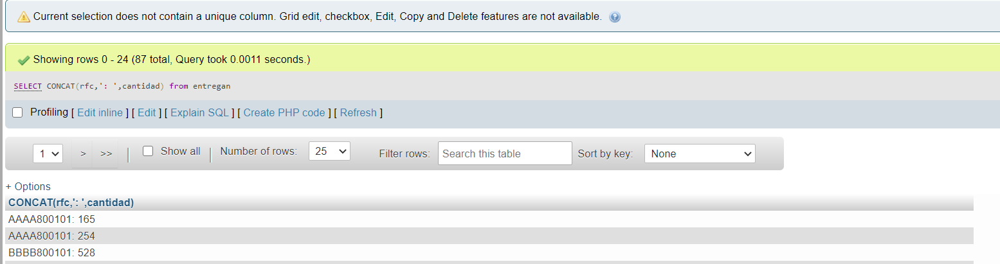 Current selection does not contain a unique column. Grid edit, checkbox, Edit, Copy and Delete features are not available.
Showing rows 0 - 24 (87 total, Query took 0.0011 seconds.)
SELECT CONCAT(rfc,': ',cantidad) from entregan
Profiling [ Edit inline ] [ Edit ] [ Explain SQL ] [ Create PHP code ] [ Refresh ]
1 > >> | Show all | Number of rows: 25 Filter rows: Search this table Sort by key: None
+ Options
CONCAT(rfc,': ',cantidad)
AAAA800101: 165
AAAA800101: 254
BBBB800101: 528